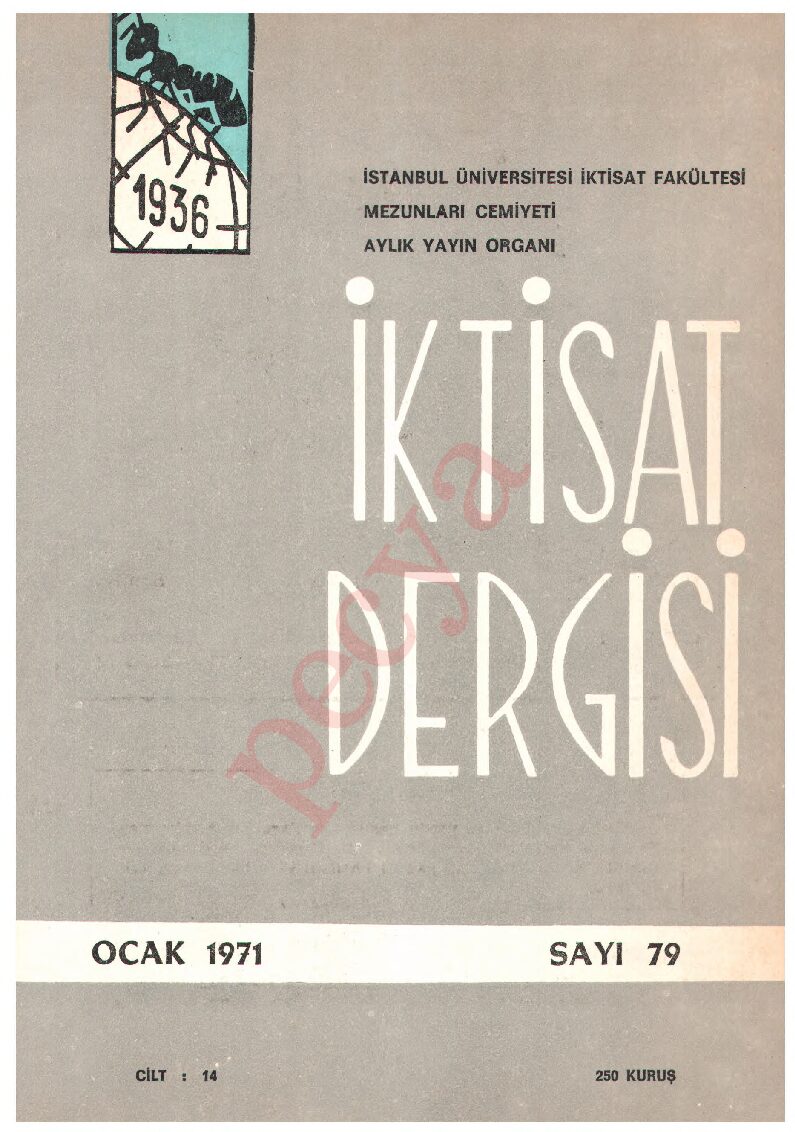 1936
İSTANBUL ÜNİVERSİTESİ İKTİSAT FAKÜLTESİ
MEZUNLARI CEMİYETİ
AYLIK YAYIN ORGANI
İKTİSAT
DERGİSİ
pecya
OCAK 1971 SAYI 79
CİLT : 14 250 KURUŞ